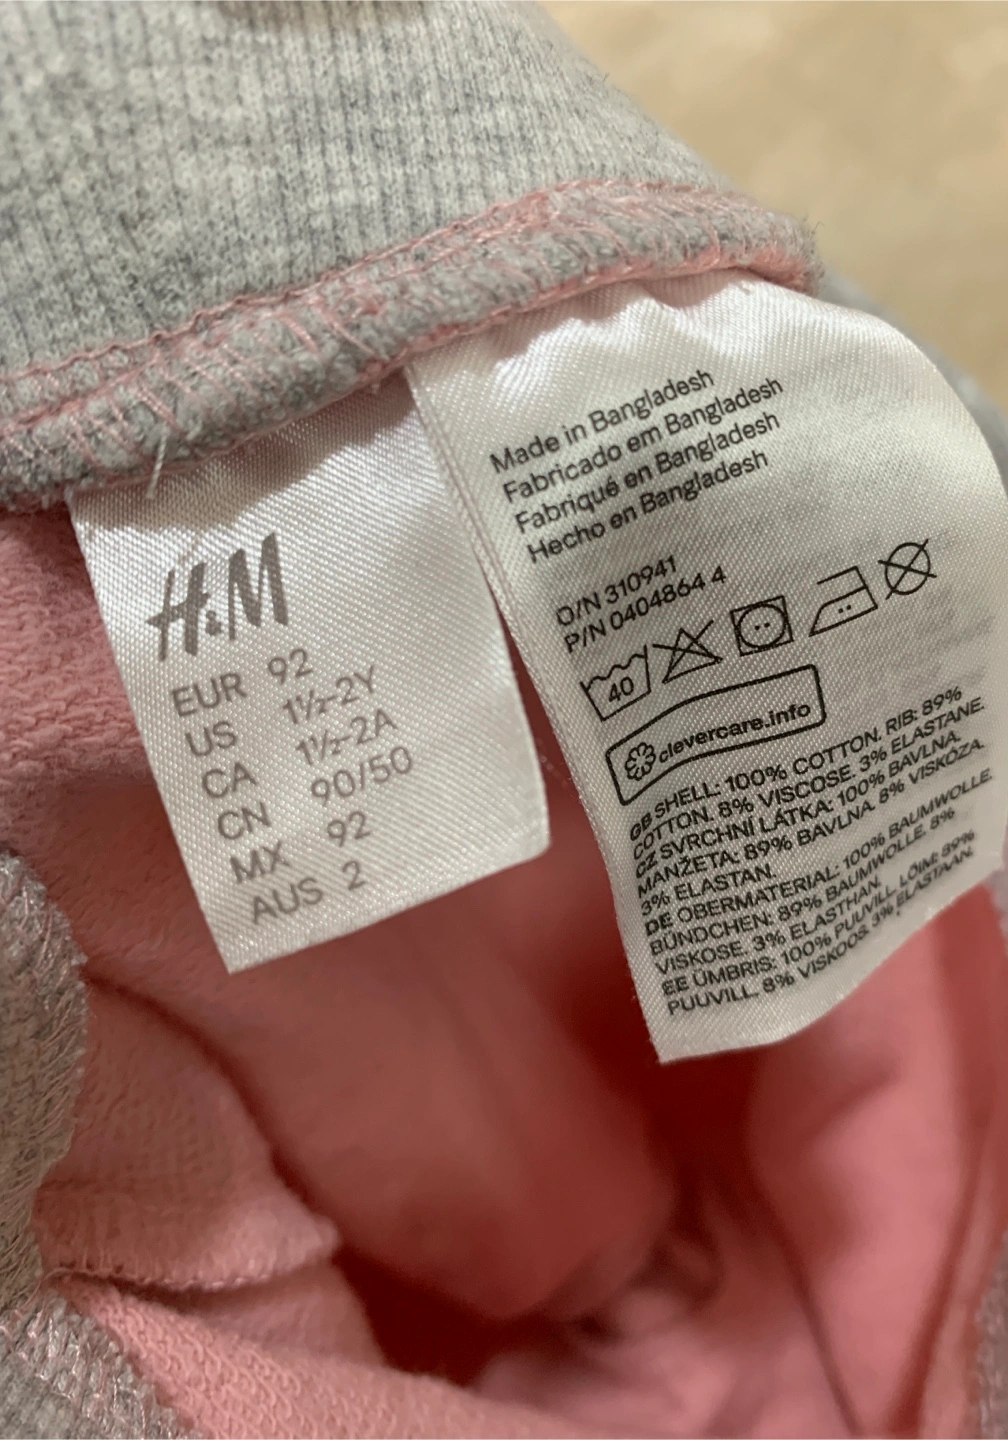 H&M
EUR 92
US 1½-2Y
CA 1½-2A
CN 90/50
MX 92
AUS 2
Made in Bangladesh
Fabricado em Bangladesh
Fabriqué en Bangladesh
Hecho en Bangladesh
O/N 310941
P/N 0404864 4
40
clevercare.info
GB SHELL: 100% COTTON. RIB: 89%
COTTON. 8% VISCOSE. 3% ELASTANE.
CZ SVRCHNÍ LÁTKA: 100% BAVLNA.
MANŽETA: 89% BAVLNA. 8% VISKÓZA.
3% ELASTAN.
DE OBERMATERIAL: 100% BAUMWOLLE.
BÜNDCHEN: 89% BAUMWOLLE. 8%
VISKOSE. 3% ELASTHAN.
EE ÜMBRIS: 100% PUUVILL. LÕIM: 89%
PUUVILL. 8% VISKOOS. 3% ELASTAAN.